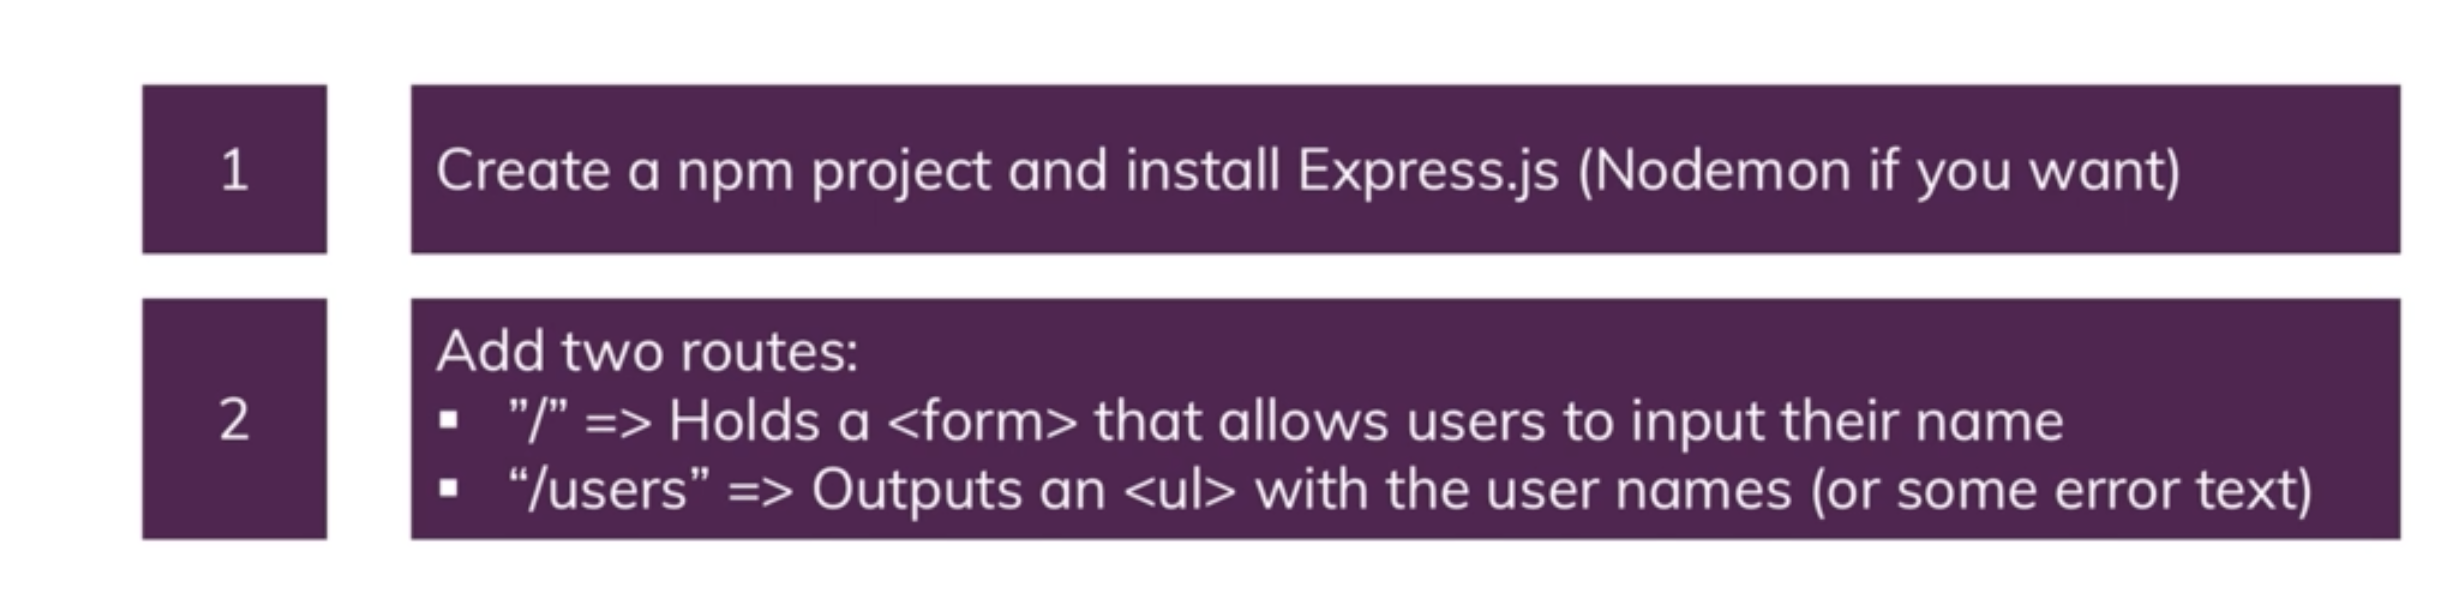 1
Create a npm project and install Express.js (Nodemon if you want)
2
Add two routes:
▪ ”/” => Holds a <form> that allows users to input their name
▪ “/users” => Outputs an <ul> with the user names (or some error text)